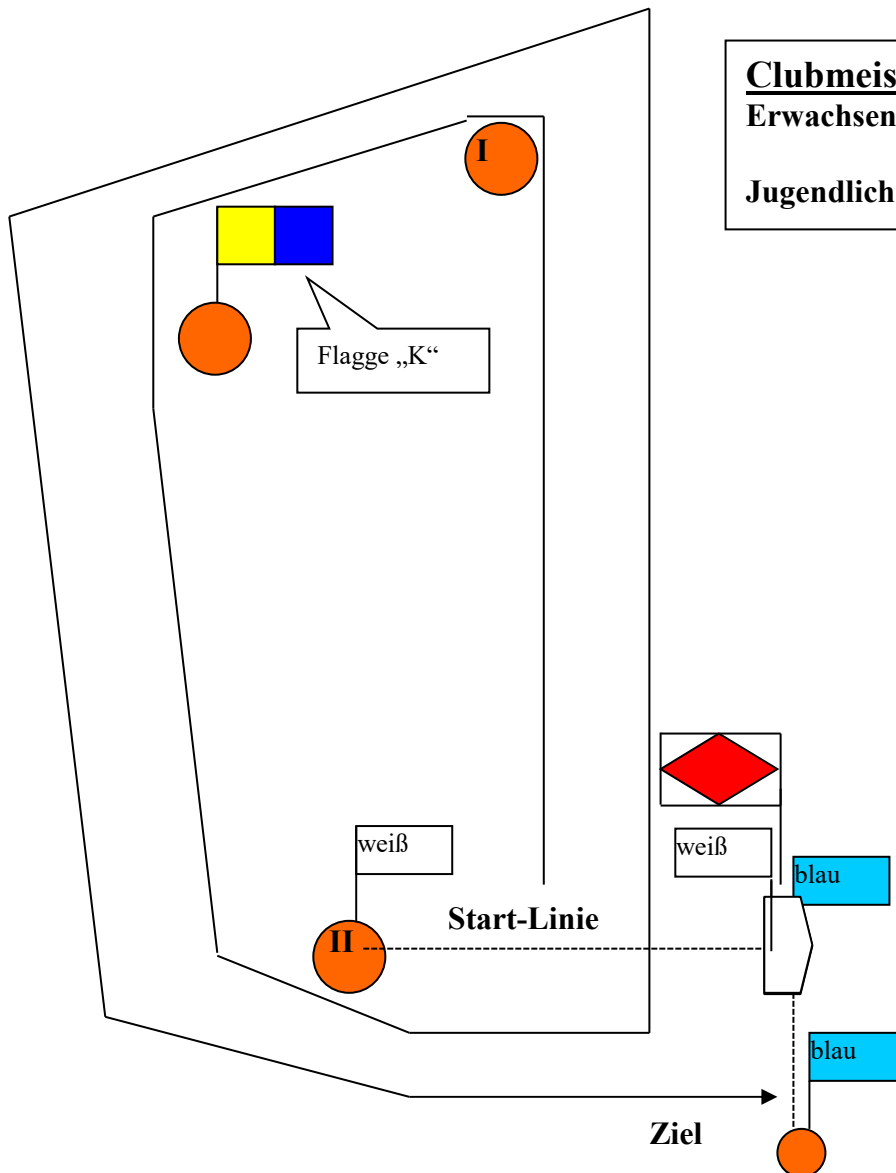 Clubmeis
Erwachsen
Jugendlich
I
Flagge „K“
weiß
weiß
blau
Start-Linie
II
blau
Ziel